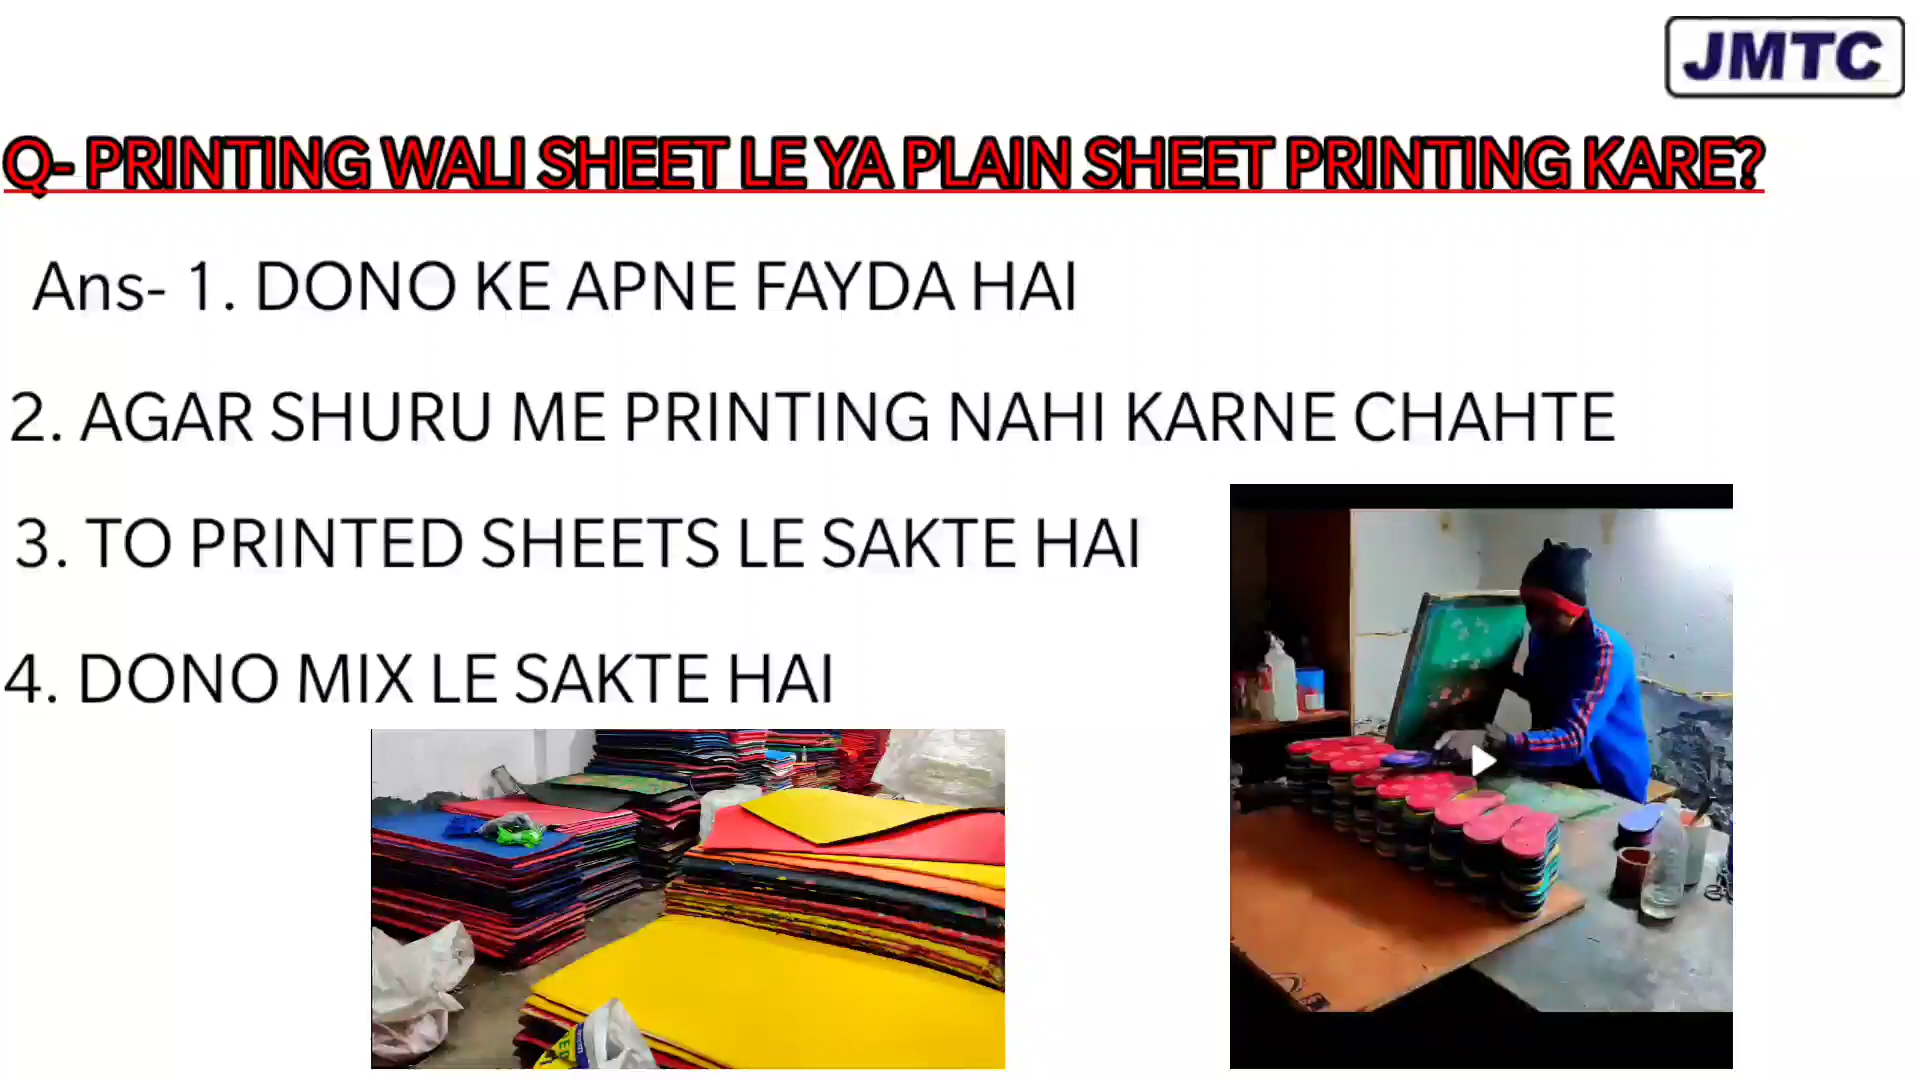 JMTC
Q- PRINTING WALI SHEET LE YA PLAIN SHEET PRINTING KARE?
Ans- 1. DONO KE APNE FAYDA HAI
2. AGAR SHURU ME PRINTING NAHI KARNE CHAHTE
3. TO PRINTED SHEETS LE SAKTE HAI
4. DONO MIX LE SAKTE HAI